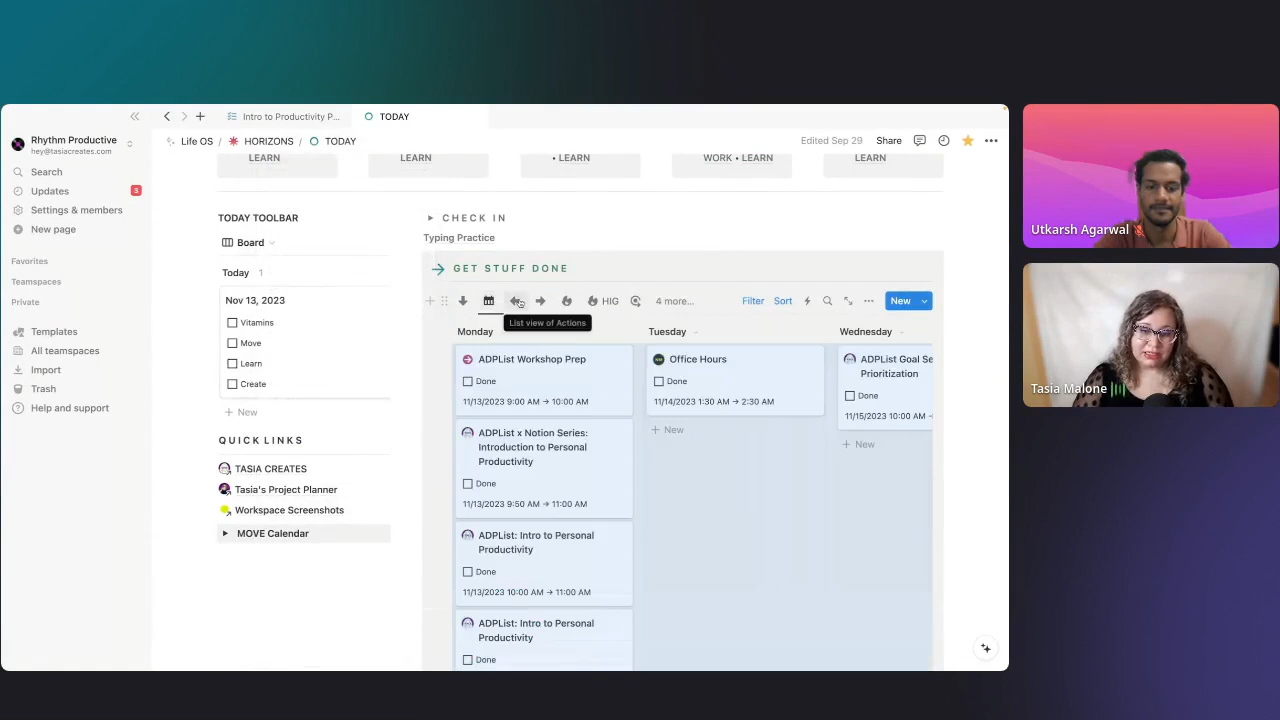 Intro to Productivity P...
TODAY
Rhythm Productive
hey@tasiacreates.com
Life OS / HORIZONS / TODAY
Edited Sep 29
Share
Search
Updates
3
Settings & members
New page
Favorites
Teamspaces
Private
Templates
All teamspaces
Import
Trash
Help and support
LEARN
LEARN
• LEARN
WORK • LEARN
LEARN
TODAY TOOLBAR
Board
Today 1
Nov 13, 2023
Vitamins
Move
Learn
Create
+ New
QUICK LINKS
TASIA CREATES
Tasia's Project Planner
Workspace Screenshots
MOVE Calendar
CHECK IN
Typing Practice
GET STUFF DONE
HIG
4 more...
Filter
Sort
New
List view of Actions
Monday
ADPList Workshop Prep
Done
11/13/2023 9:00 AM → 10:00 AM
ADPList x Notion Series:
Introduction to Personal
Productivity
Done
11/13/2023 9:50 AM → 11:00 AM
ADPList: Intro to Personal
Productivity
Done
11/13/2023 10:00 AM → 11:00 AM
ADPList: Intro to Personal
Productivity
Done
Tuesday
Office Hours
Done
11/14/2023 1:30 AM → 2:30 AM
+ New
Wednesday
ADPList Goal Se
Prioritization
Done
11/15/2023 10:00 AM
+ New
Utkarsh Agarwal
Tasia Malone